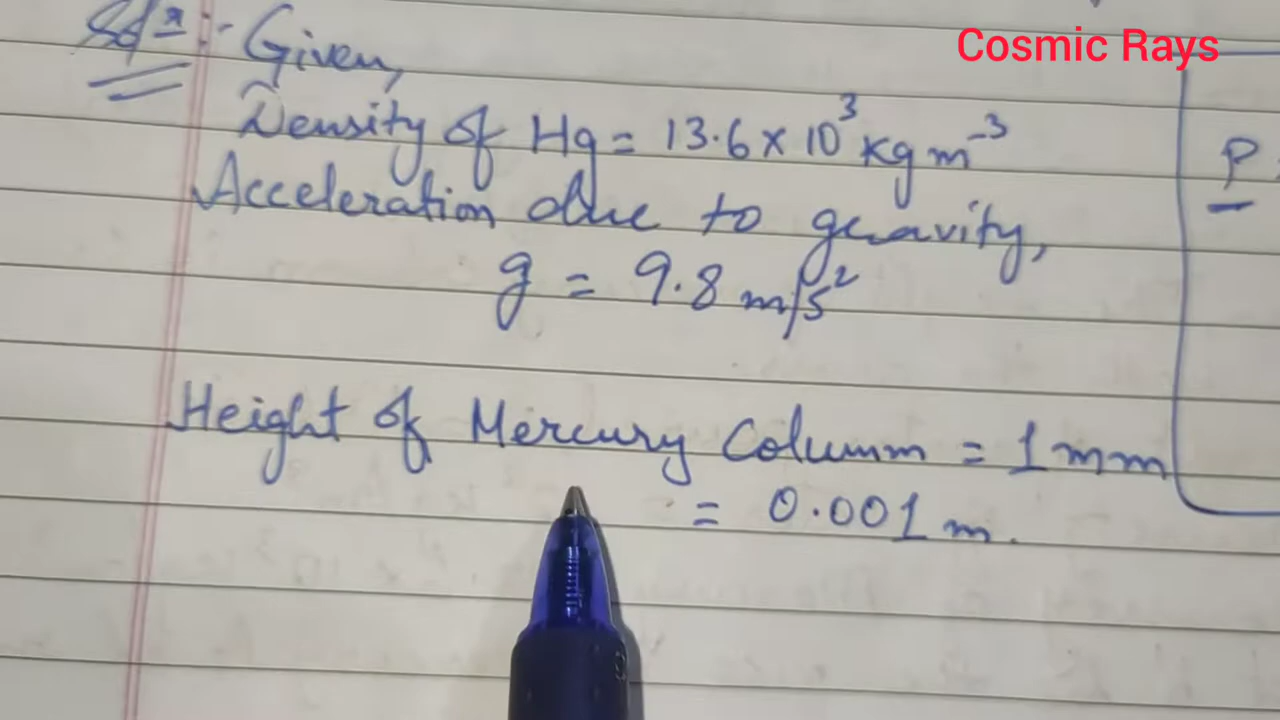 Cosmic Rays
Solⁿ:- Given,
Density of Hg = 13.6 × 10³ kg m⁻³
P
Acceleration due to gravity,
g = 9.8 m/s²
Height of Mercury Column = 1 mm
= 0.001 m.